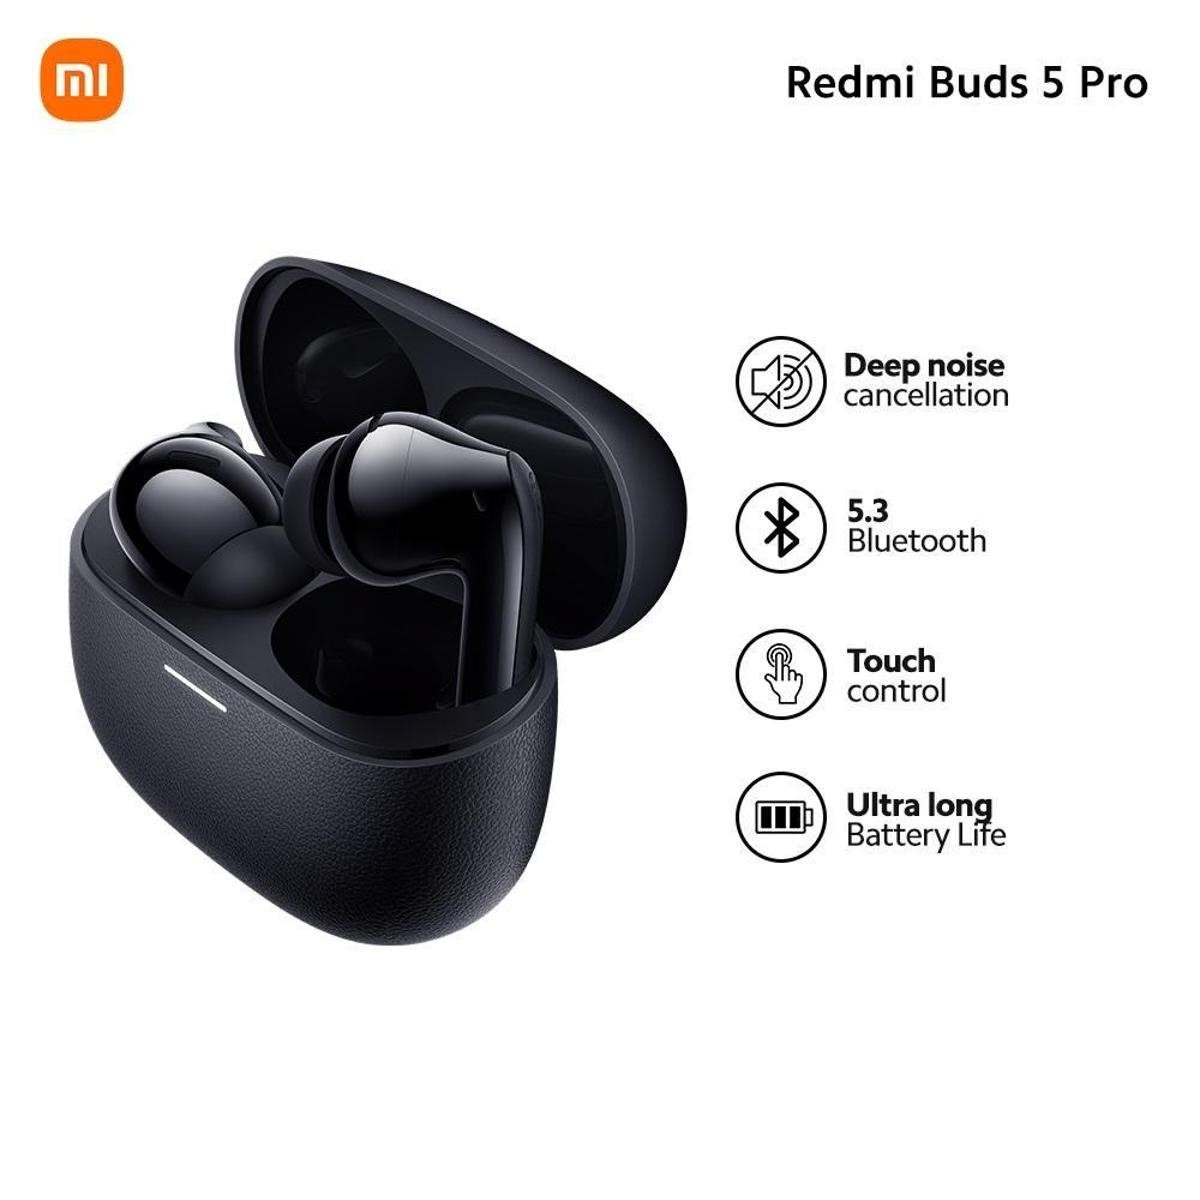 mi
Redmi Buds 5 Pro
Deep noise
cancellation
5.3
Bluetooth
Touch
control
Ultra long
Battery Life